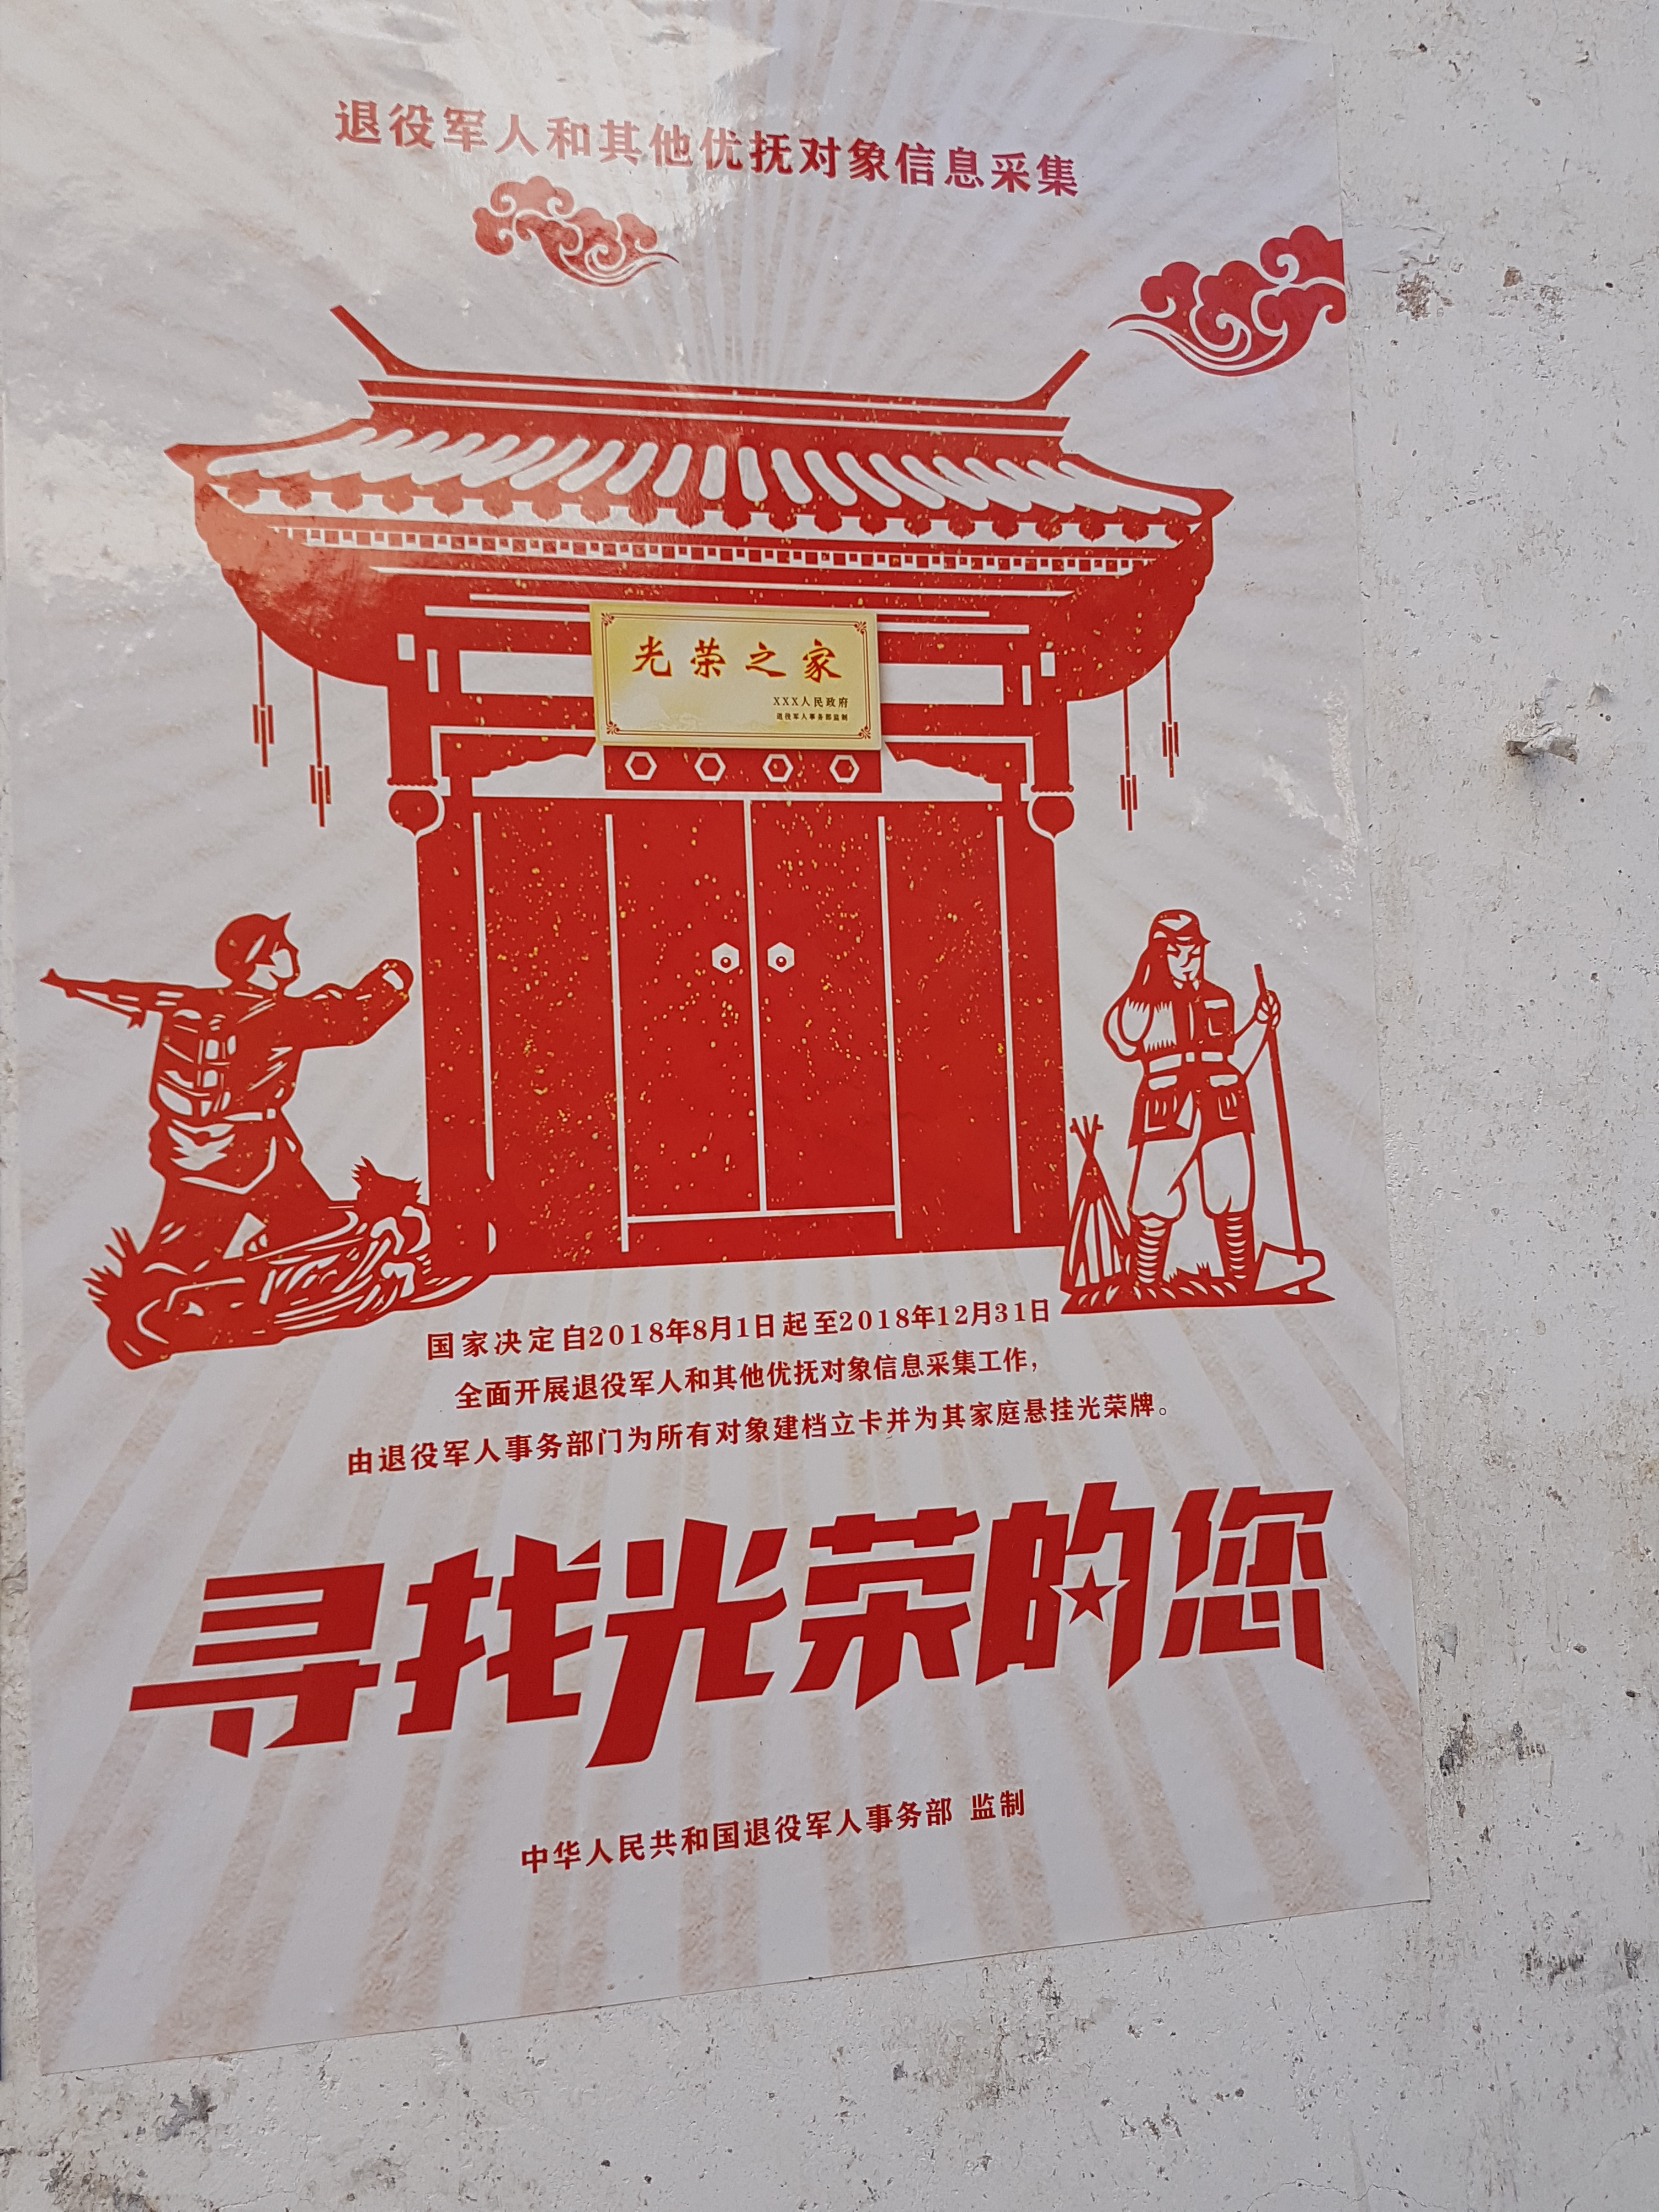 退役军人和其他优抚对象信息采集
光荣之家
XXX人民政府
退役军人事务部监制
国家决定自2018年8月1日起至2018年12月31日
全面开展退役军人和其他优抚对象信息采集工作，
由退役军人事务部门为所有对象建档立卡并为其家庭悬挂光荣牌。
寻找光荣的您
中华人民共和国退役军人事务部 监制